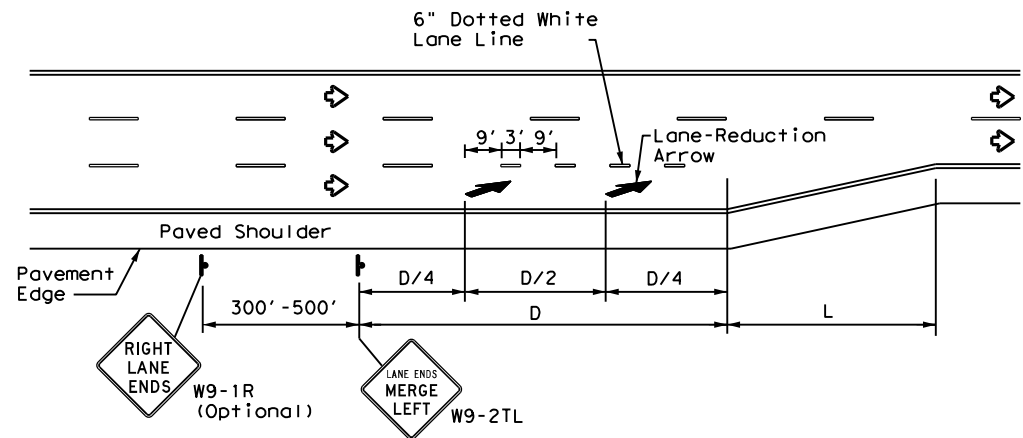 6" Dotted White
Lane Line
9' 3' 9'
Lane-Reduction
Arrow
Paved Shoulder
Pavement
Edge
D/4 D/2 D/4
300'-500' D L
RIGHT
LANE
ENDS
W9-1R
(Optional)
LANE ENDS
MERGE
LEFT
W9-2TL